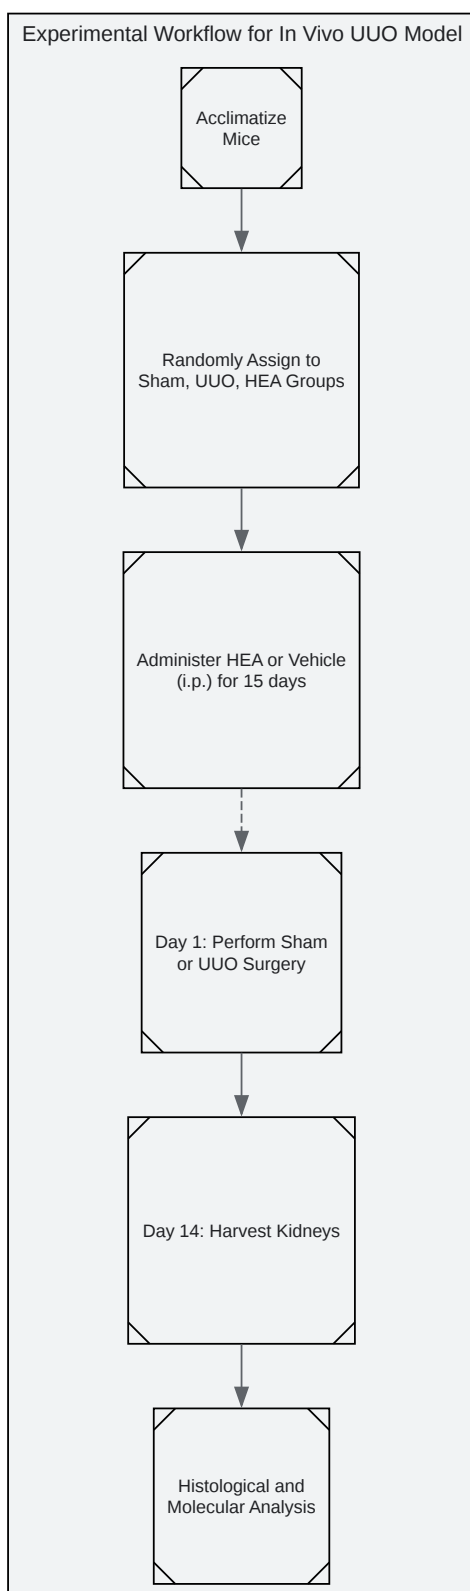 Experimental Workflow for In Vivo UUO Model
Acclimatize
Mice
Randomly Assign to
Sham, UUO, HEA Groups
Administer HEA or Vehicle
(i.p.) for 15 days
Day 1: Perform Sham
or UUO Surgery
Day 14: Harvest Kidneys
Histological and
Molecular Analysis